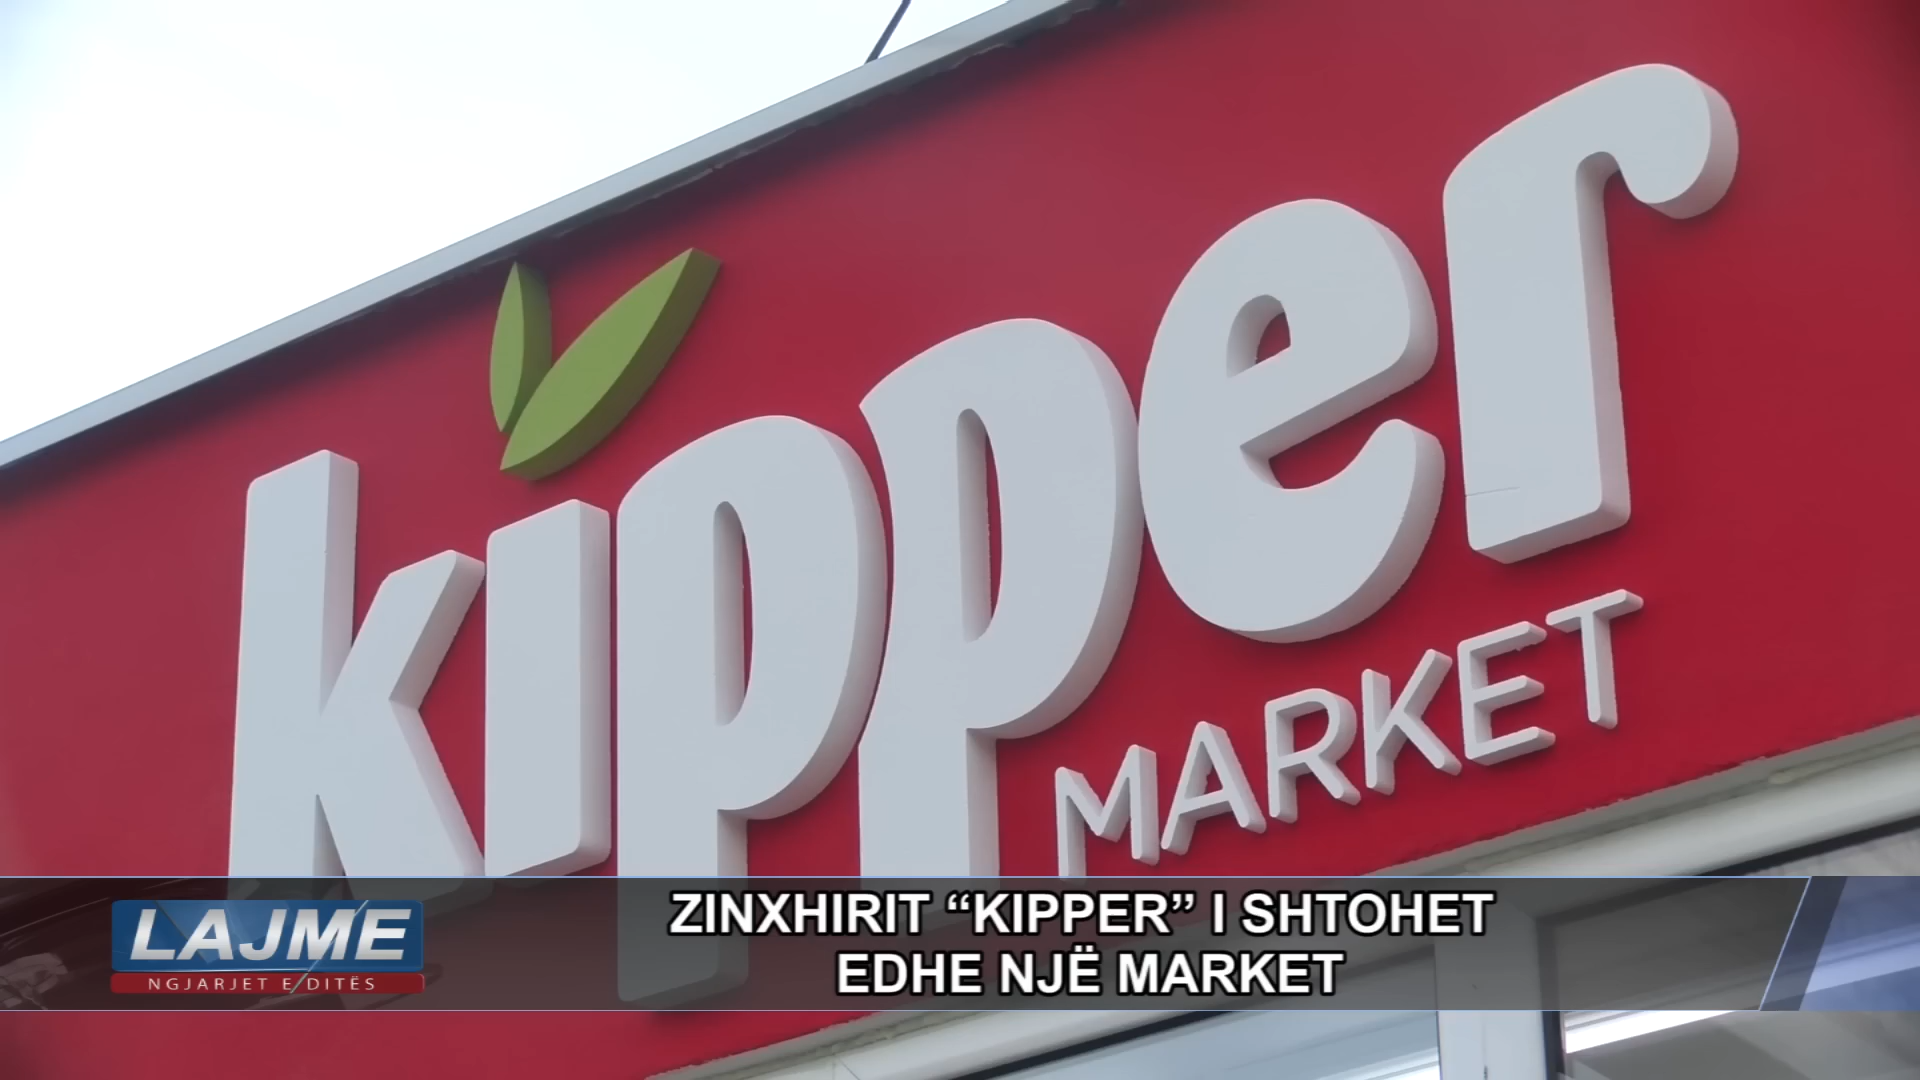 kipper
MARKET
LAJME
NGJARJET E DITËS
ZINXHIRIT “KIPPER” I SHTOHET
EDHE NJË MARKET